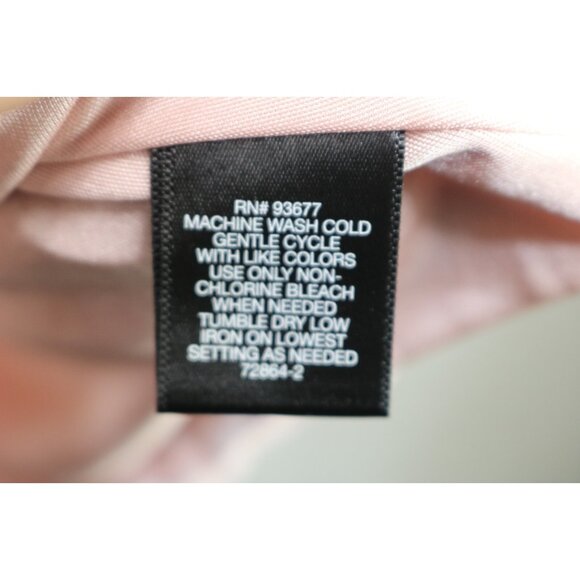 RN# 93677
MACHINE WASH COLD
GENTLE CYCLE
WITH LIKE COLORS
USE ONLY NON-
CHLORINE BLEACH
WHEN NEEDED
TUMBLE DRY LOW
IRON ON LOWEST
SETTING AS NEEDED
72864-2